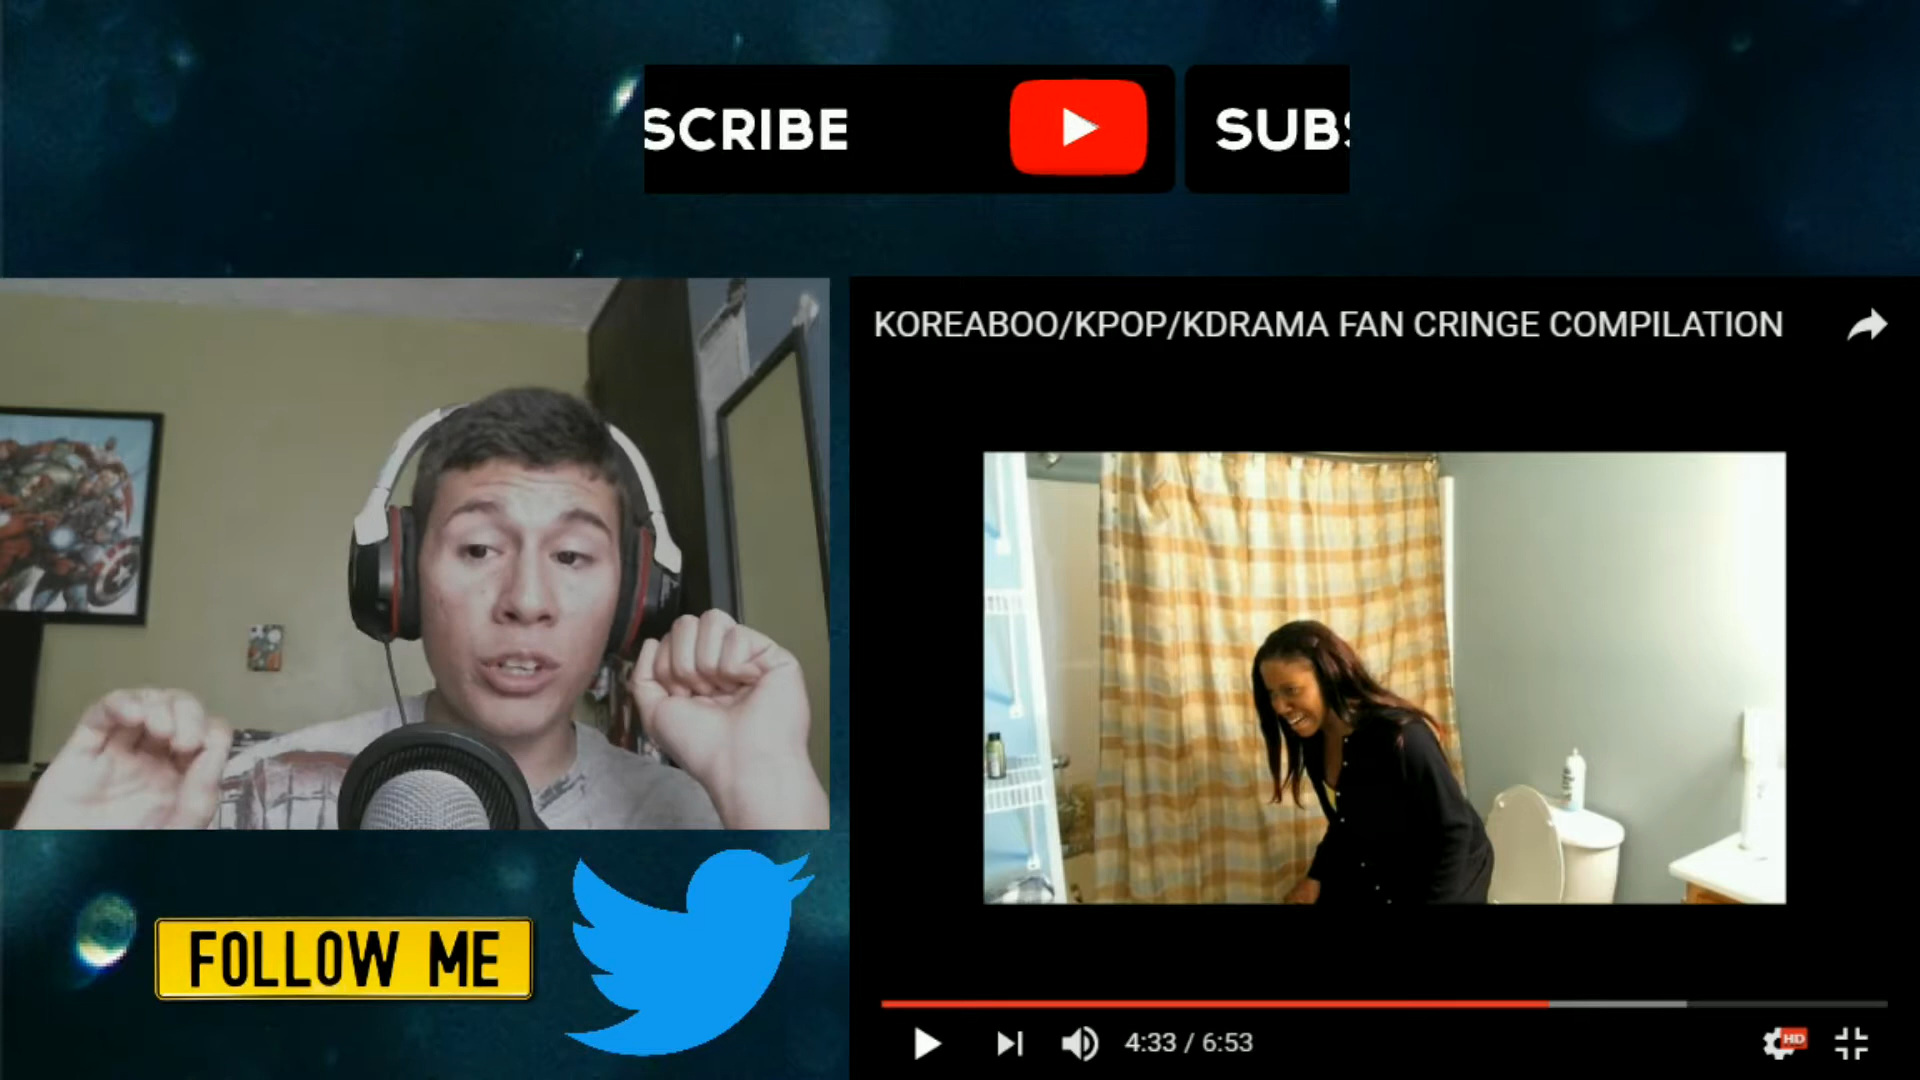 SCRIBE SUBS
KOREABOO/KPOP/KDRAMA FAN CRINGE COMPILATION
FOLLOW ME
4:33 / 6:53
HD